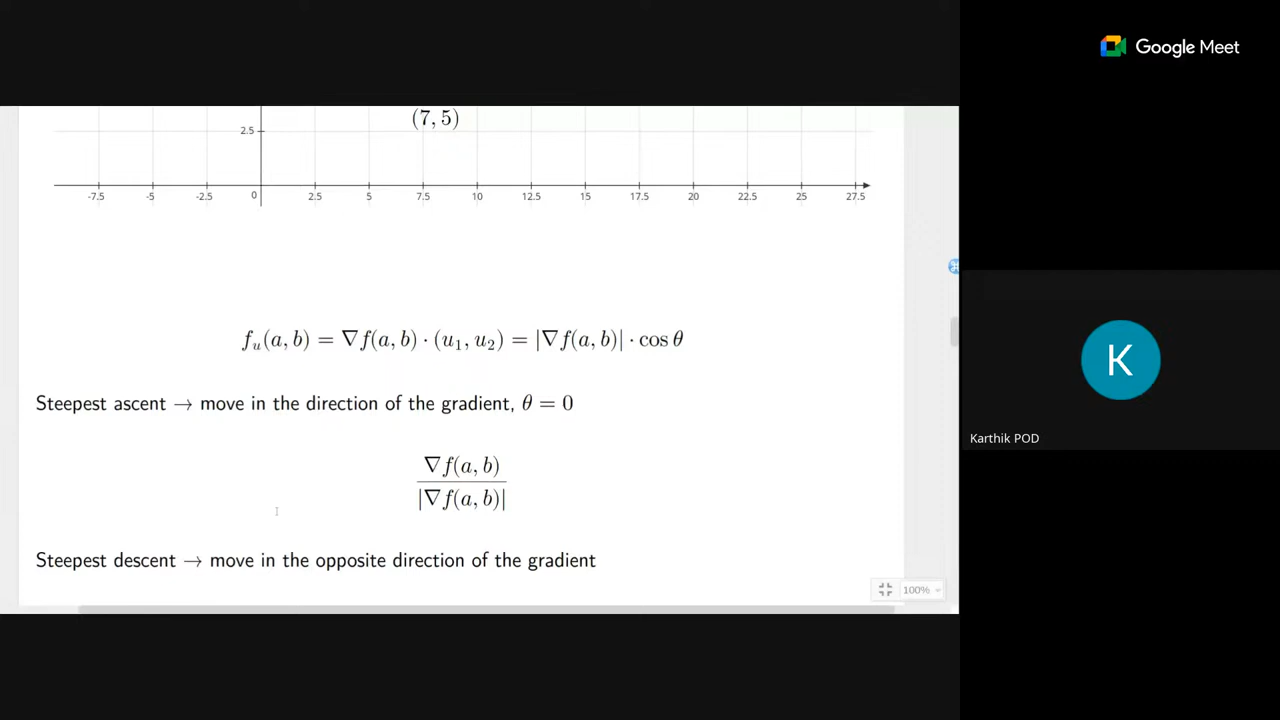 Google Meet
(7, 5)
2.5
-7.5 -5 -2.5 0 2.5 5 7.5 10 12.5 15 17.5 20 22.5 25 27.5
f_u(a, b) = ∇f(a, b) · (u_1, u_2) = |∇f(a, b)| · cos θ
Steepest ascent → move in the direction of the gradient, θ = 0
∇f(a, b)
|∇f(a, b)|
Steepest descent → move in the opposite direction of the gradient
100%
K
Karthik POD